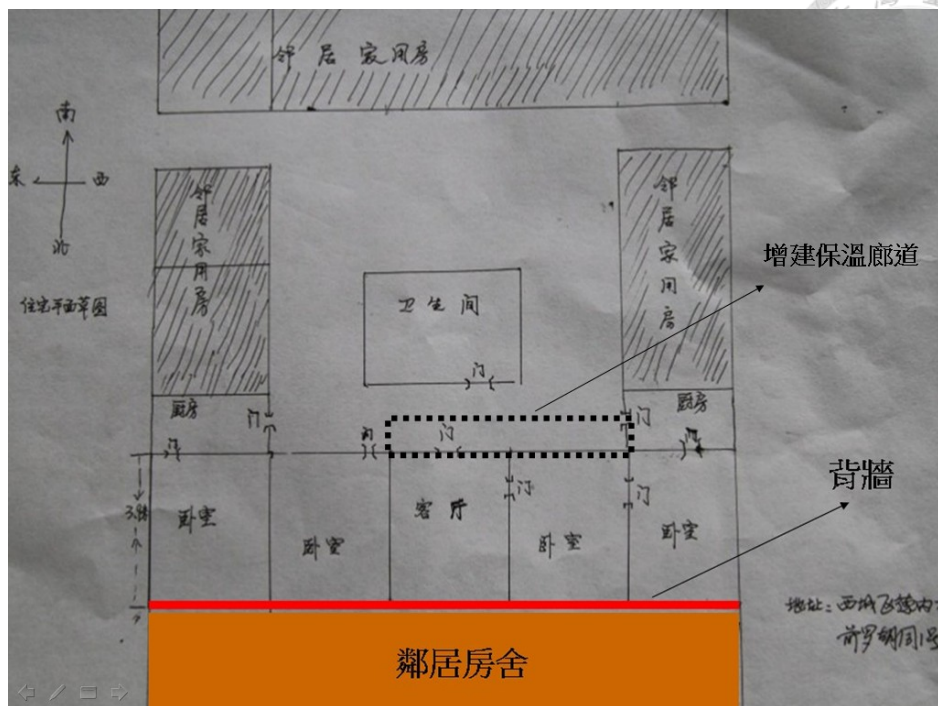 邻居家用房
南
东 西
北
邻居家用房
邻居家用房
增建保溫廊道
住宅平面草图
卫生间
门
厨房
门
门
厨房
门
门
门
门
背牆
门
门
卧室
卧室
客厅
卧室
卧室
地址：西城区
胡同
鄰居房舍